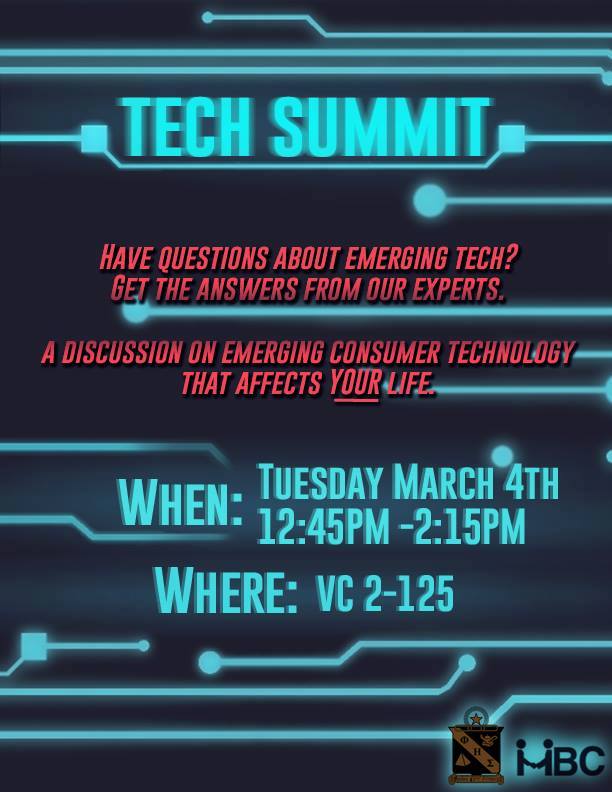 TECH SUMMIT
HAVE QUESTIONS ABOUT EMERGING TECH?
GET THE ANSWERS FROM OUR EXPERTS.
A DISCUSSION ON EMERGING CONSUMER TECHNOLOGY
THAT AFFECTS YOUR LIFE.
WHEN: TUESDAY MARCH 4TH
12:45PM -2:15PM
WHERE: VC 2-125
Φ Η Σ
BC